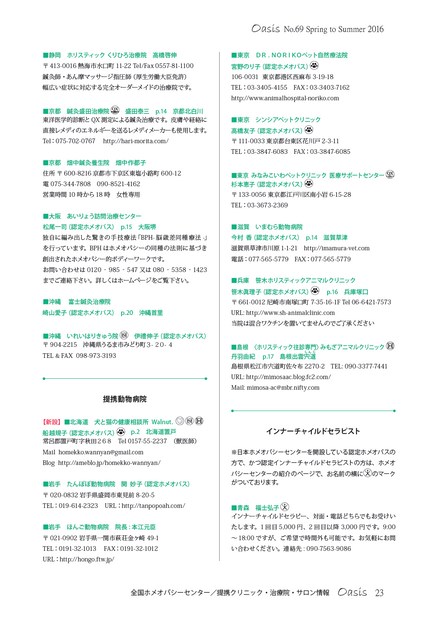 Oasis No.69 Spring to Summer 2016
■静岡　ホリスティック くりひろ治療院　高橋啓伸
〒413-0016 熱海市水口町 11-22 Tel/Fax 0557-81-1100
鍼灸師・あん摩マッサージ指圧師（厚生労働大臣免許）
幅広い症状に対応する完全オーダーメイドの治療院です。
■京都　鍼灸盛田治療院　盛田泰三　p.14　京都北白川
東洋医学的診断と QX 測定による鍼灸治療です。皮膚や経絡に
直接レメディのエネルギーを送るレメディメーカーも使用します。
Tel：075-702-0767　http://hari-morita.com/
■京都　畑中鍼灸養生院　畑中作都子
住所 〒600-8216 京都市下京区東塩小路町 600-12
電 075-344-7808　090-8521-4162
営業時間 10 時から 18 時　女性専用
■大阪　あいりょう訪問治療センター
松尾一司（認定ホメオパス）　p.15　大阪堺
独自に編み出した驚きの手技療法「BPH- 脳歳差同種療法 -」
を行っています。BPH はホメオパシーの同種の法則に基づき
創出されたホメオパシー的ボディーワークです。
お問い合わせは 0120 - 985 - 547 又は 080 - 5358 - 1423
までご連絡下さい。詳しくはホームページをご覧下さい。
■沖縄　富士鍼灸治療院
崎山愛子（認定ホメオパス）　p.20　沖縄首里
■沖縄　いれいはりきゅう院 H　伊禮伸子（認定ホメオパス）
〒904-2215　沖縄県うるま市みどり町 3- 20- 4
TEL & FAX　098-973-3193
提携動物病院
【新設】■北海道　犬と猫の健康相談所　Walnut. H H
船越規子（認定ホメオパス）　p.2　北海道置戸
常呂郡置戸町字秋田２６８　Tel 0157-55-2237　（獣医師）
Mail　homekko.wannyan@gmail.com
Blog　http://ameblo.jp/homekko-wannyan/
■岩手　たんぽぽ動物病院　関 妙子（認定ホメオパス）
〒020-0832 岩手県盛岡市東見前 8-20-5
TEL：019-614-2323　URL：http://tanpopoah.com/
■岩手　ほんご動物病院　院長：本江元臣
〒021-0902 岩手県一関市萩荘金ヶ崎 49-1
TEL：0191-32-1013　FAX：0191-32-1012
URL：http://hongo.ftw.jp/
■東京　ＤＲ．ＮＯＲＩＫＯペット自然療法院
宮野のり子（認定ホメオパス）
106-0031　東京都港区西麻布 3-19-18
TEL：03-3405-4155　FAX：03-3403-7162
http://www.animalhospital-noriko.com
■東京　シンシアペットクリニック
高橋友子（認定ホメオパス）
〒111-0033 東京都台東区花川戸 2-3-11
TEL：03-3847-6083　FAX：03-3847-6085
■東京 みなみこいわペットクリニック 医療サポートセンター
杉本恵子（認定ホメオパス）
〒133-0056 東京都江戸川区南小岩 6-15-28
TEL：03-3673-2369
■滋賀　いまむら動物病院
今村 香（認定ホメオパス）　p.14　滋賀草津
滋賀県草津市川原 1-1-21　http://imamura-vet.com
電話：077-565-5779　FAX：077-565-5779
■兵庫　笹木ホリスティックアニマルクリニック
笹木眞理子（認定ホメオパス）　p.16　兵庫塚口
〒661-0012 尼崎市南塚口町 7-35-16-1F Tel 06-6421-7573
URL: http://www.sh-animalclinic.com
当院は混合ワクチンを置いてませんのでご了承ください
■島根　（ホリスティック往診専門）みもざアニマルクリニック H
丹羽由紀　p.17　島根出雲宍道
島根県松江市宍道町佐々布 2270-2　TEL: 090-3377-7441
URL: http://mimosaac.blog.fc2.com/
Mail: mimosa-ac@mbr.nifty.com
インナーチャイルドセラピスト
※日本ホメオパシーセンターを開設している認定ホメオパスの
方で、かつ認定インナーチャイルドセラピストの方は、ホメオ
パシーセンターの紹介のページで、お名前の横に のマーク
がついております。
■青森　福士弘子
インナーチャイルドセラピー、対面・電話どちらでもお受けい
たします。1 回目 5,000 円、2 回目以降 3,000 円です。9:00
～ 18:00 ですが、ご希望で時間外も可能です。お気軽にお問
い合わせください。連絡先 : 090-7563-9086
全国ホメオパシーセンター／提携クリニック・治療院・サロン情報　Oasis　23